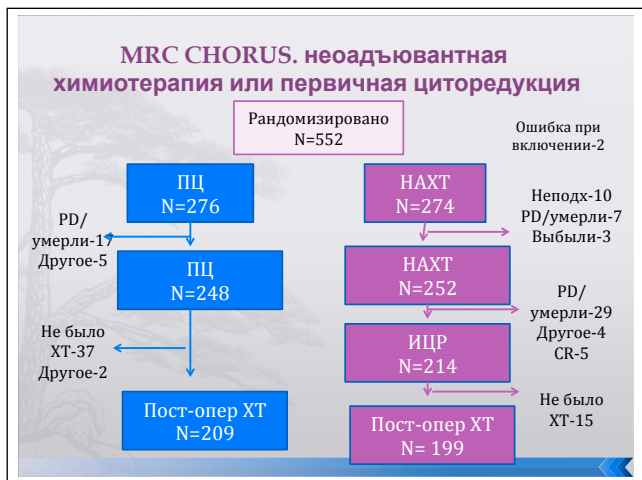 MRC CHORUS. неоадъювантная
химиотерапия или первичная циторедукция
Рандомизировано
N=552
Ошибка при
включении-2
ПЦ
N=276
НАХТ
N=274
PD/
умерли-17
Другое-5
Неподх-10
PD/умерли-7
Выбыли-3
ПЦ
N=248
НАХТ
N=252
PD/
умерли-29
Другое-4
CR-5
Не было
ХТ-37
Другое-2
ИЦР
N=214
Не было
ХТ-15
Пост-опер ХТ
N=209
Пост-опер ХТ
N= 199